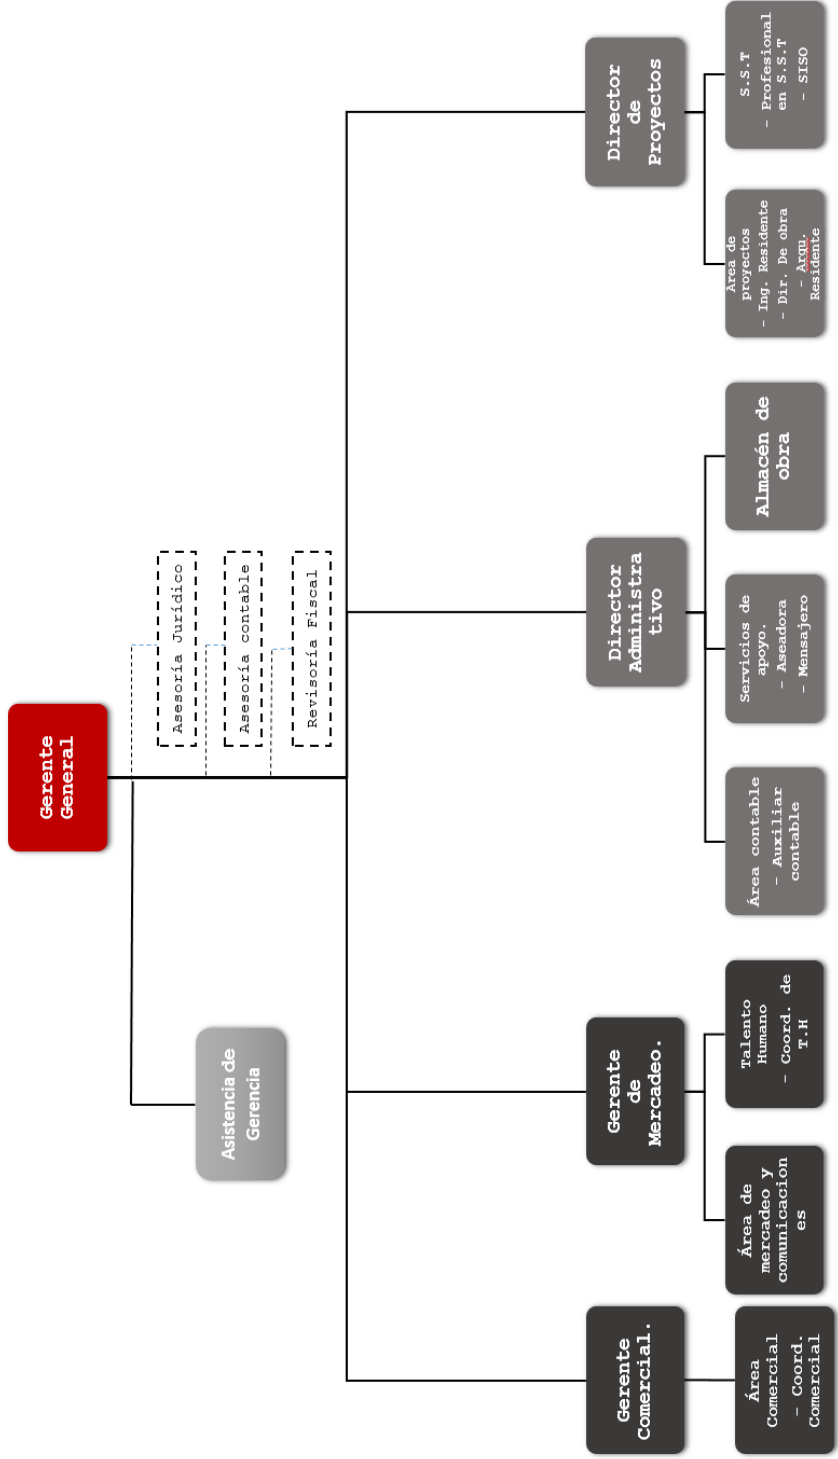 Gerente
General
Asesoría Jurídico
Asesoría contable
Revisoría Fiscal
Asistencia de
Gerencia
Gerente
Comercial.
Gerente
de
Mercadeo.
Director
Administra
tivo
Director
de
Proyectos
Área
Comercial
- Coord.
Comercial
Área de
mercadeo y
comunicacion
es
Talento
Humano
- Coord. de
T.H
Área contable
- Auxiliar
contable
Servicios de
apoyo.
- Aseadora
- Mensajero
Almacén de
obra
Área de
proyectos
- Ing. Residente
- Dir. De obra
- Arqu.
Residente
S.S.T
- Profesional
en S.S.T
- SISO